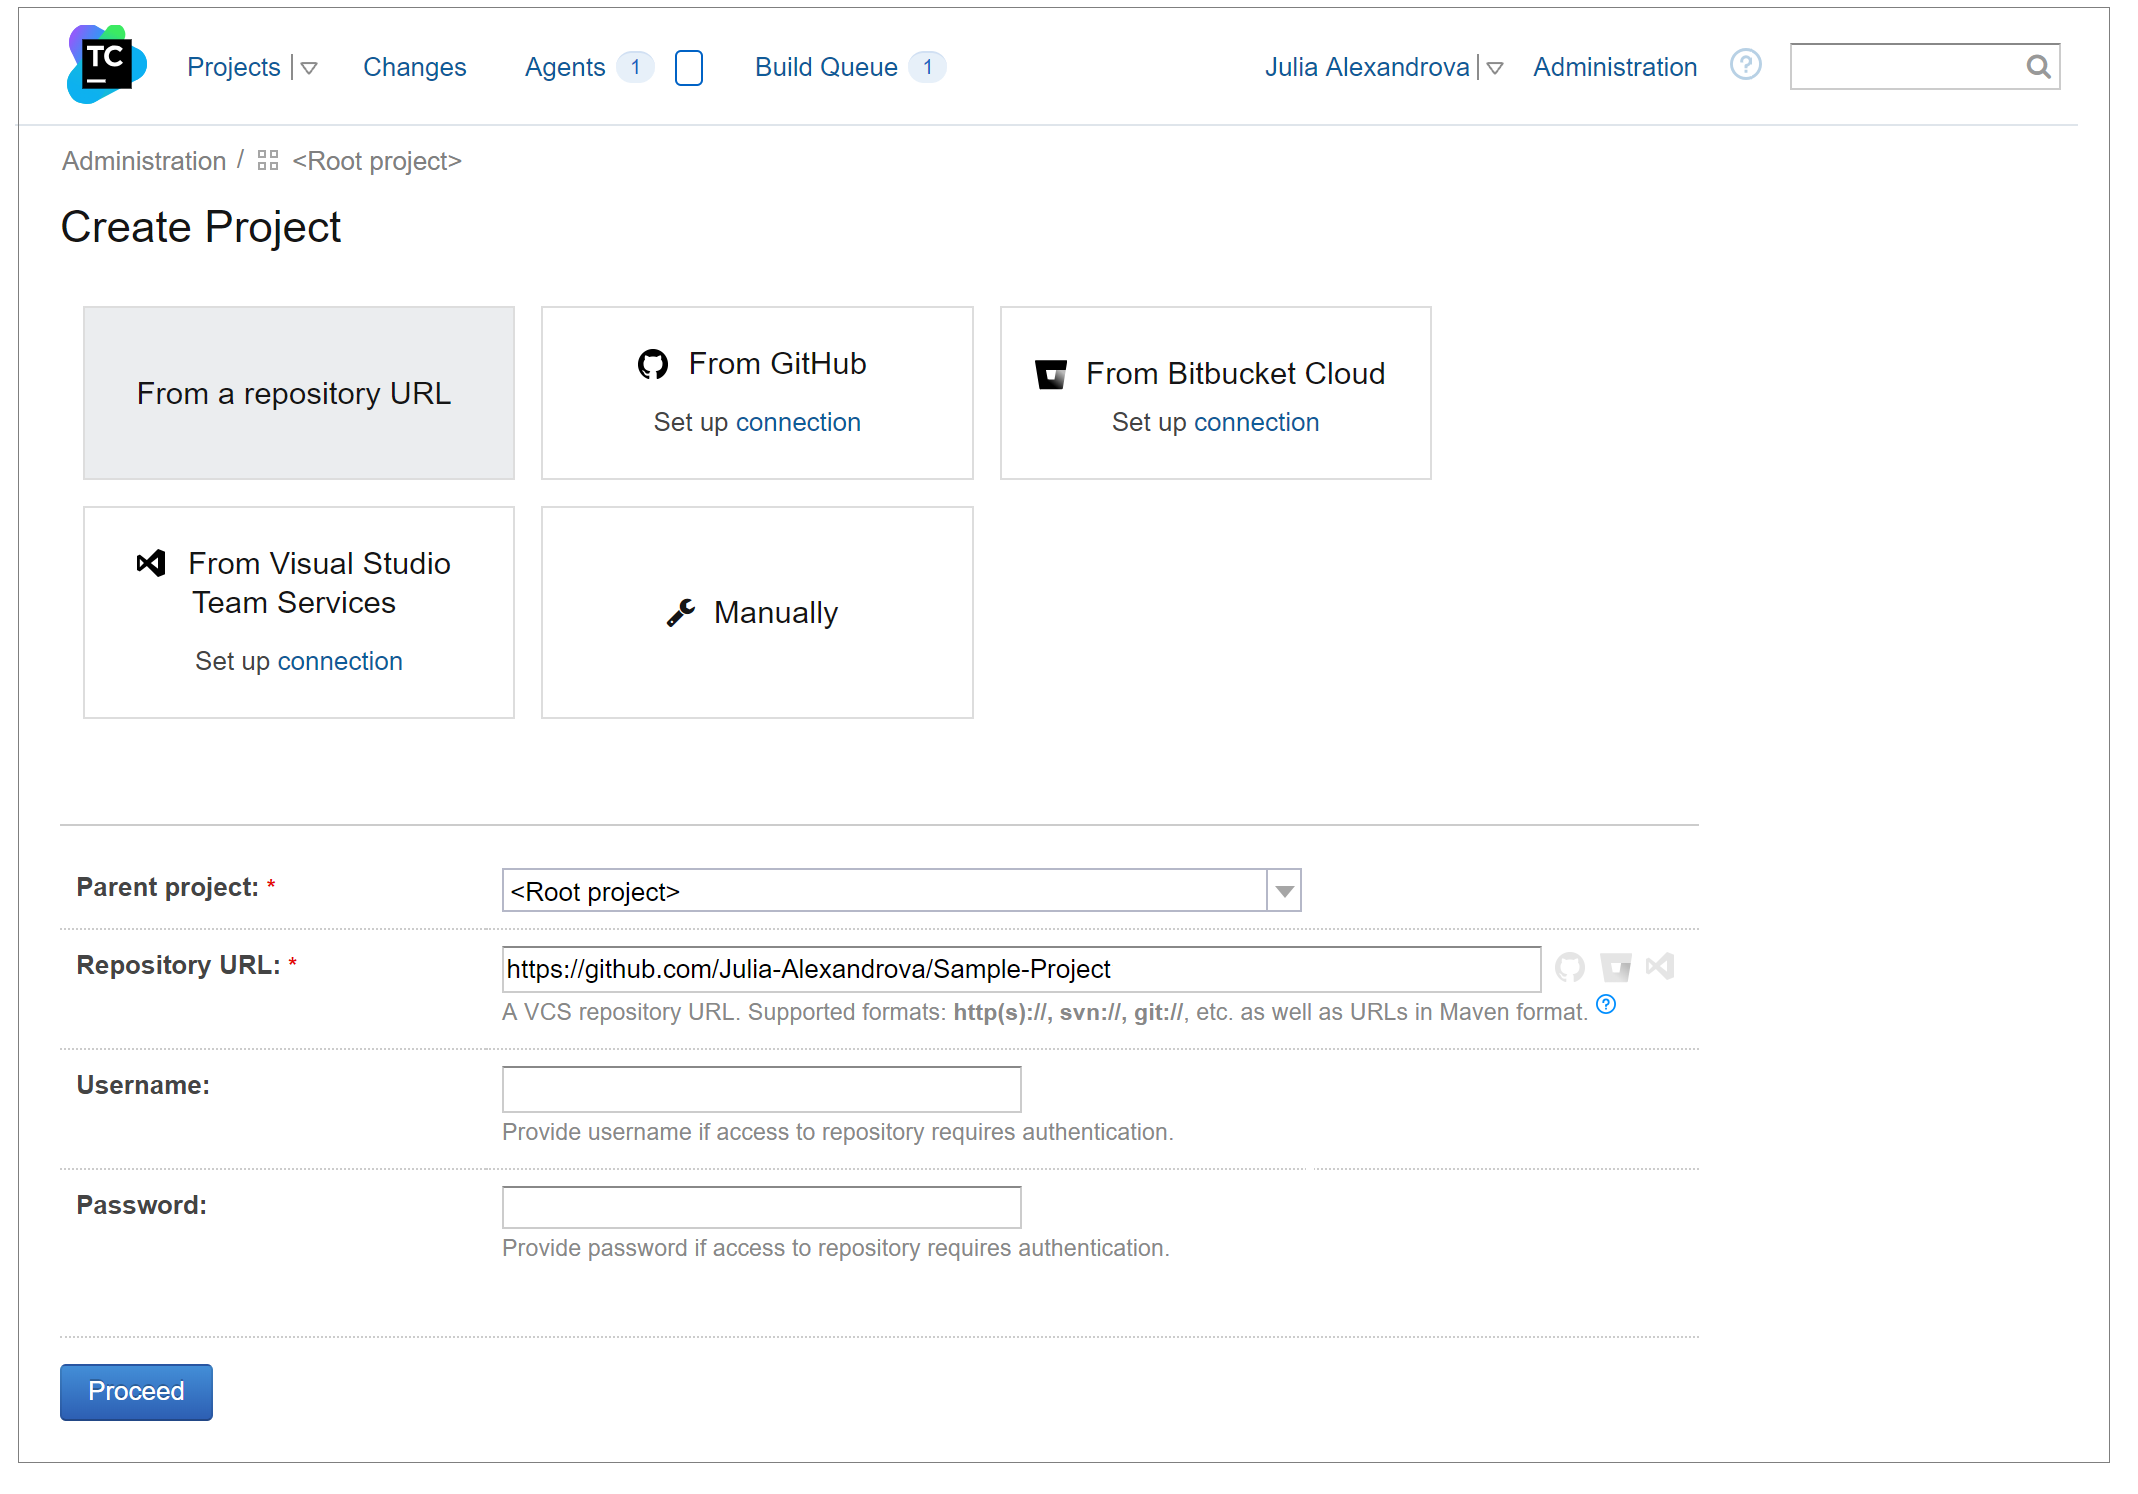 TC
Projects
Changes
Agents 1
Build Queue 1
Julia Alexandrova
Administration
?
Administration / <Root project>
Create Project
From a repository URL
From GitHub
Set up connection
From Bitbucket Cloud
Set up connection
From Visual Studio
Team Services
Set up connection
Manually
Parent project: *
<Root project>
Repository URL: *
https://github.com/Julia-Alexandrova/Sample-Project
A VCS repository URL. Supported formats: http(s)://, svn://, git://, etc. as well as URLs in Maven format. ?
Username:
Provide username if access to repository requires authentication.
Password:
Provide password if access to repository requires authentication.
Proceed